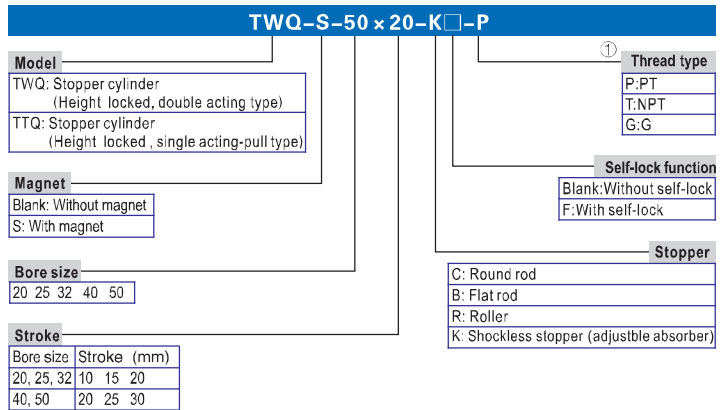 TWQ-S-50×20-K□-P
Model
TWQ: Stopper cylinder
(Height locked, double acting type)
TTQ: Stopper cylinder
(Height locked , single acting-pull type)
Magnet
Blank: Without magnet
S: With magnet
Bore size
20 25 32 40 50
Stroke
Bore size Stroke (mm)
20, 25, 32 10 15 20
40, 50 20 25 30
① Thread type
P:PT
T:NPT
G:G
Self-lock function
Blank:Without self-lock
F:With self-lock
Stopper
C: Round rod
B: Flat rod
R: Roller
K: Shockless stopper (adjustble absorber)